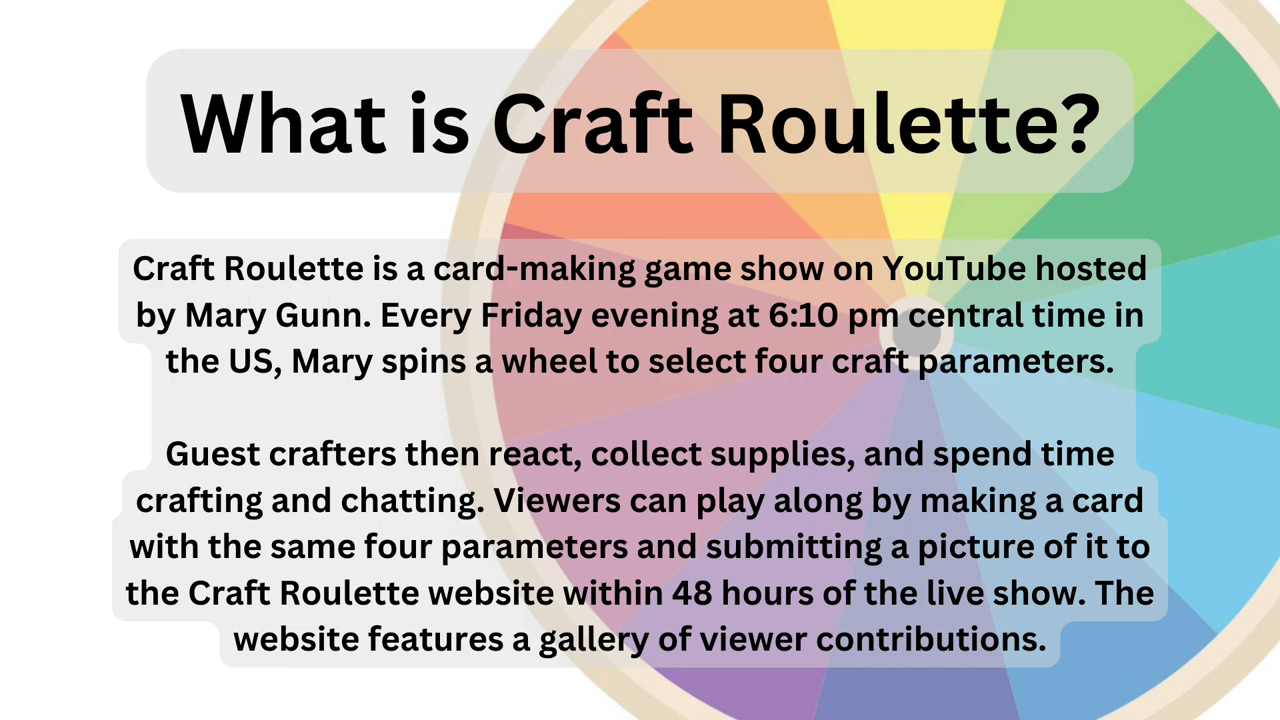 What is Craft Roulette?
Craft Roulette is a card-making game show on YouTube hosted
by Mary Gunn. Every Friday evening at 6:10 pm central time in
the US, Mary spins a wheel to select four craft parameters.
Guest crafters then react, collect supplies, and spend time
crafting and chatting. Viewers can play along by making a card
with the same four parameters and submitting a picture of it to
the Craft Roulette website within 48 hours of the live show. The
website features a gallery of viewer contributions.